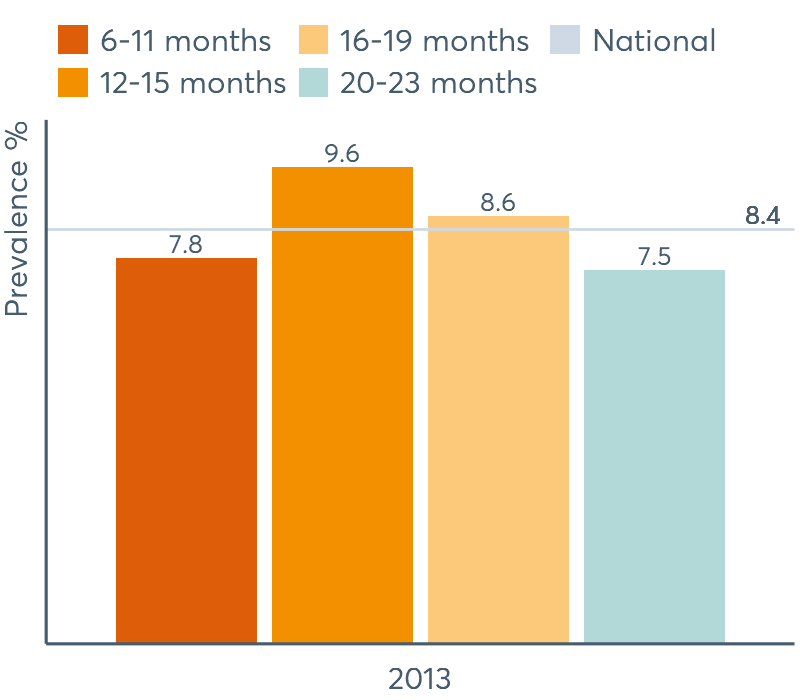 6-11 months 16-19 months National
12-15 months 20-23 months
Prevalence %
9.6
8.6
8.4
7.8
7.5
2013